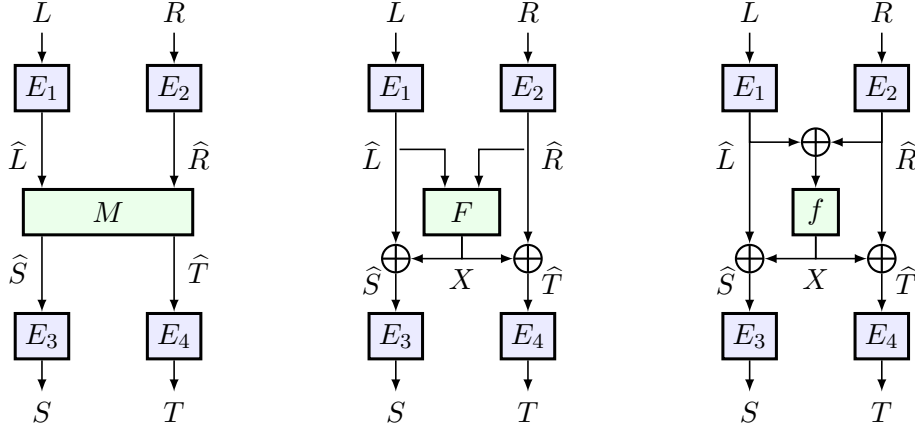 L R L R L R
E₁ E₂ E₁ E₂ E₁ E₂
L̂ R̂ L̂ R̂ L̂ R̂
M F f
Ŝ T̂ Ŝ X T̂ Ŝ X T̂
E₃ E₄ E₃ E₄ E₃ E₄
S T S T S T